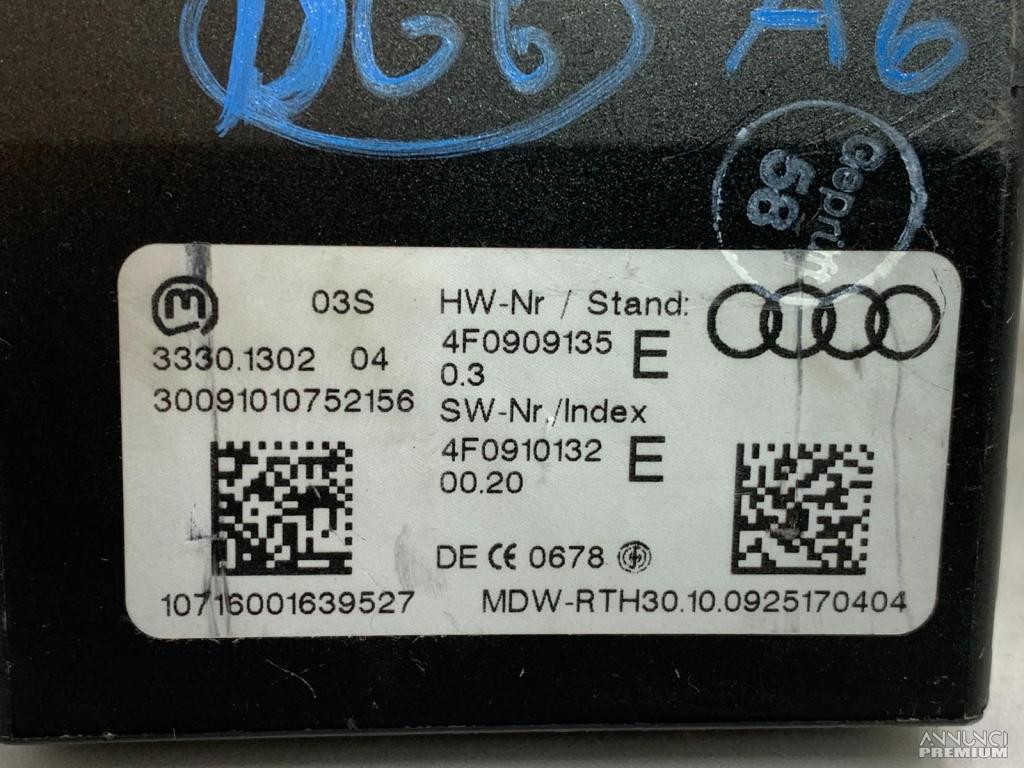 A6
Geprüft
58
m
03S
3330.1302 04
30091010752156
HW-Nr / Stand:
4F0909135 E
0.3
SW-Nr./Index
4F0910132 E
00.20
DE CE 0678
10716001639527
MDW-RTH30.10.0925170404
ANNUNCI
PREMIUM